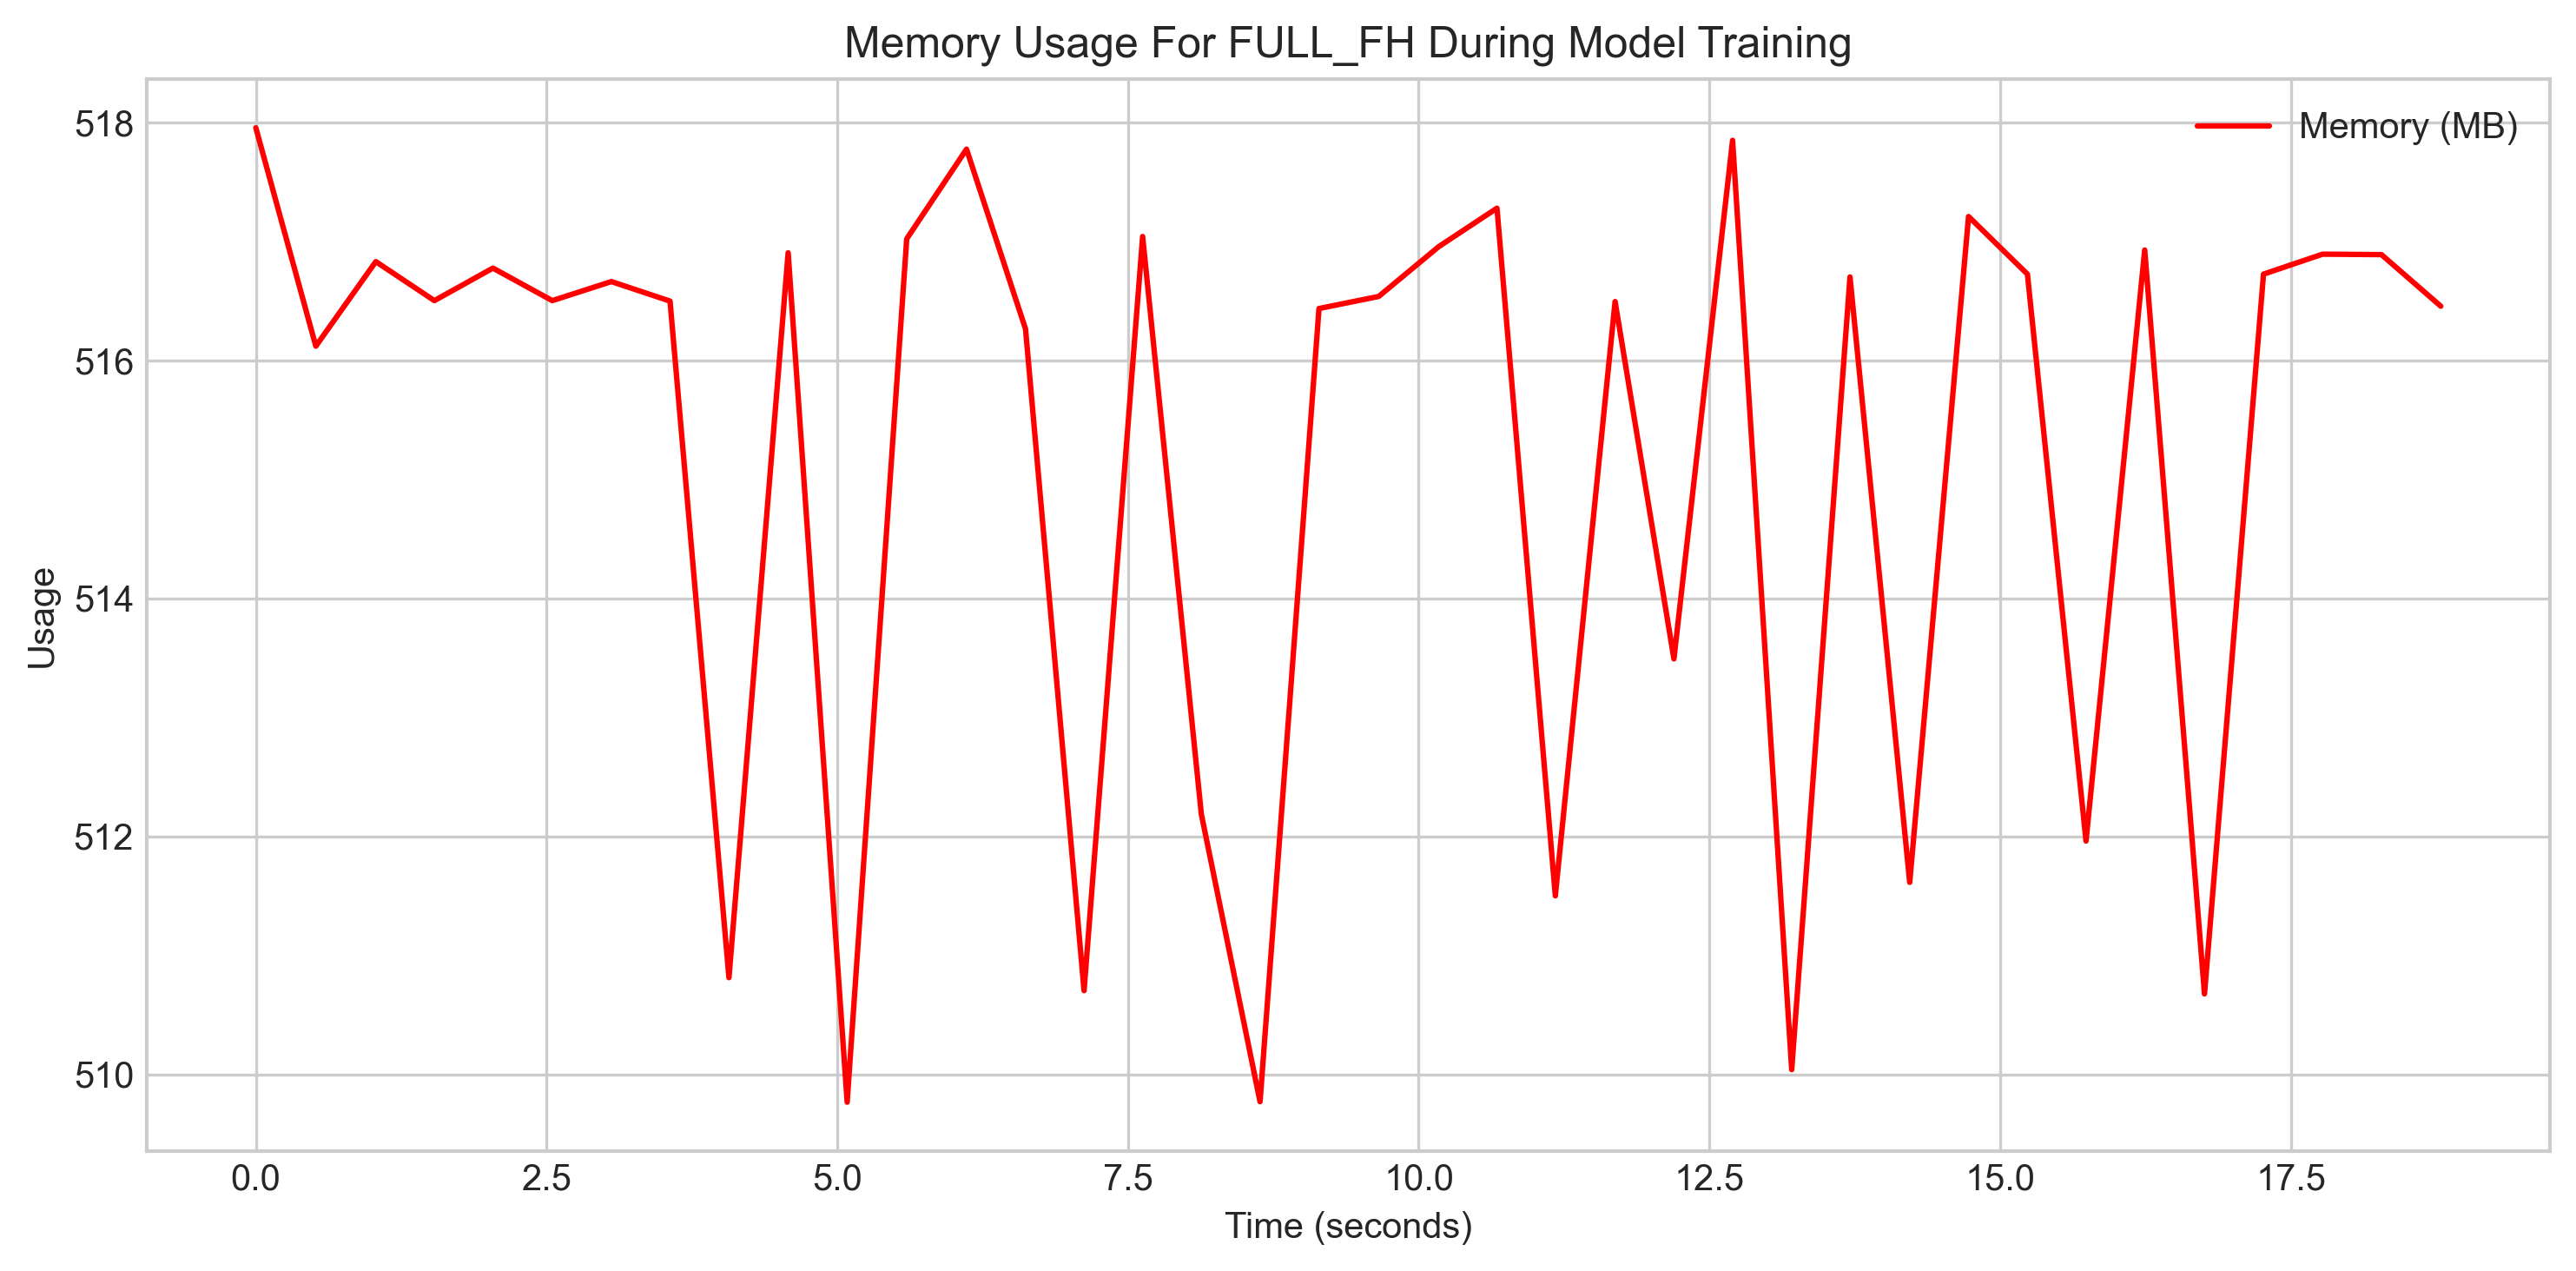 Memory Usage For FULL_FH During Model Training
Memory (MB)
518
516
514
512
510
Usage
0.0 2.5 5.0 7.5 10.0 12.5 15.0 17.5
Time (seconds)